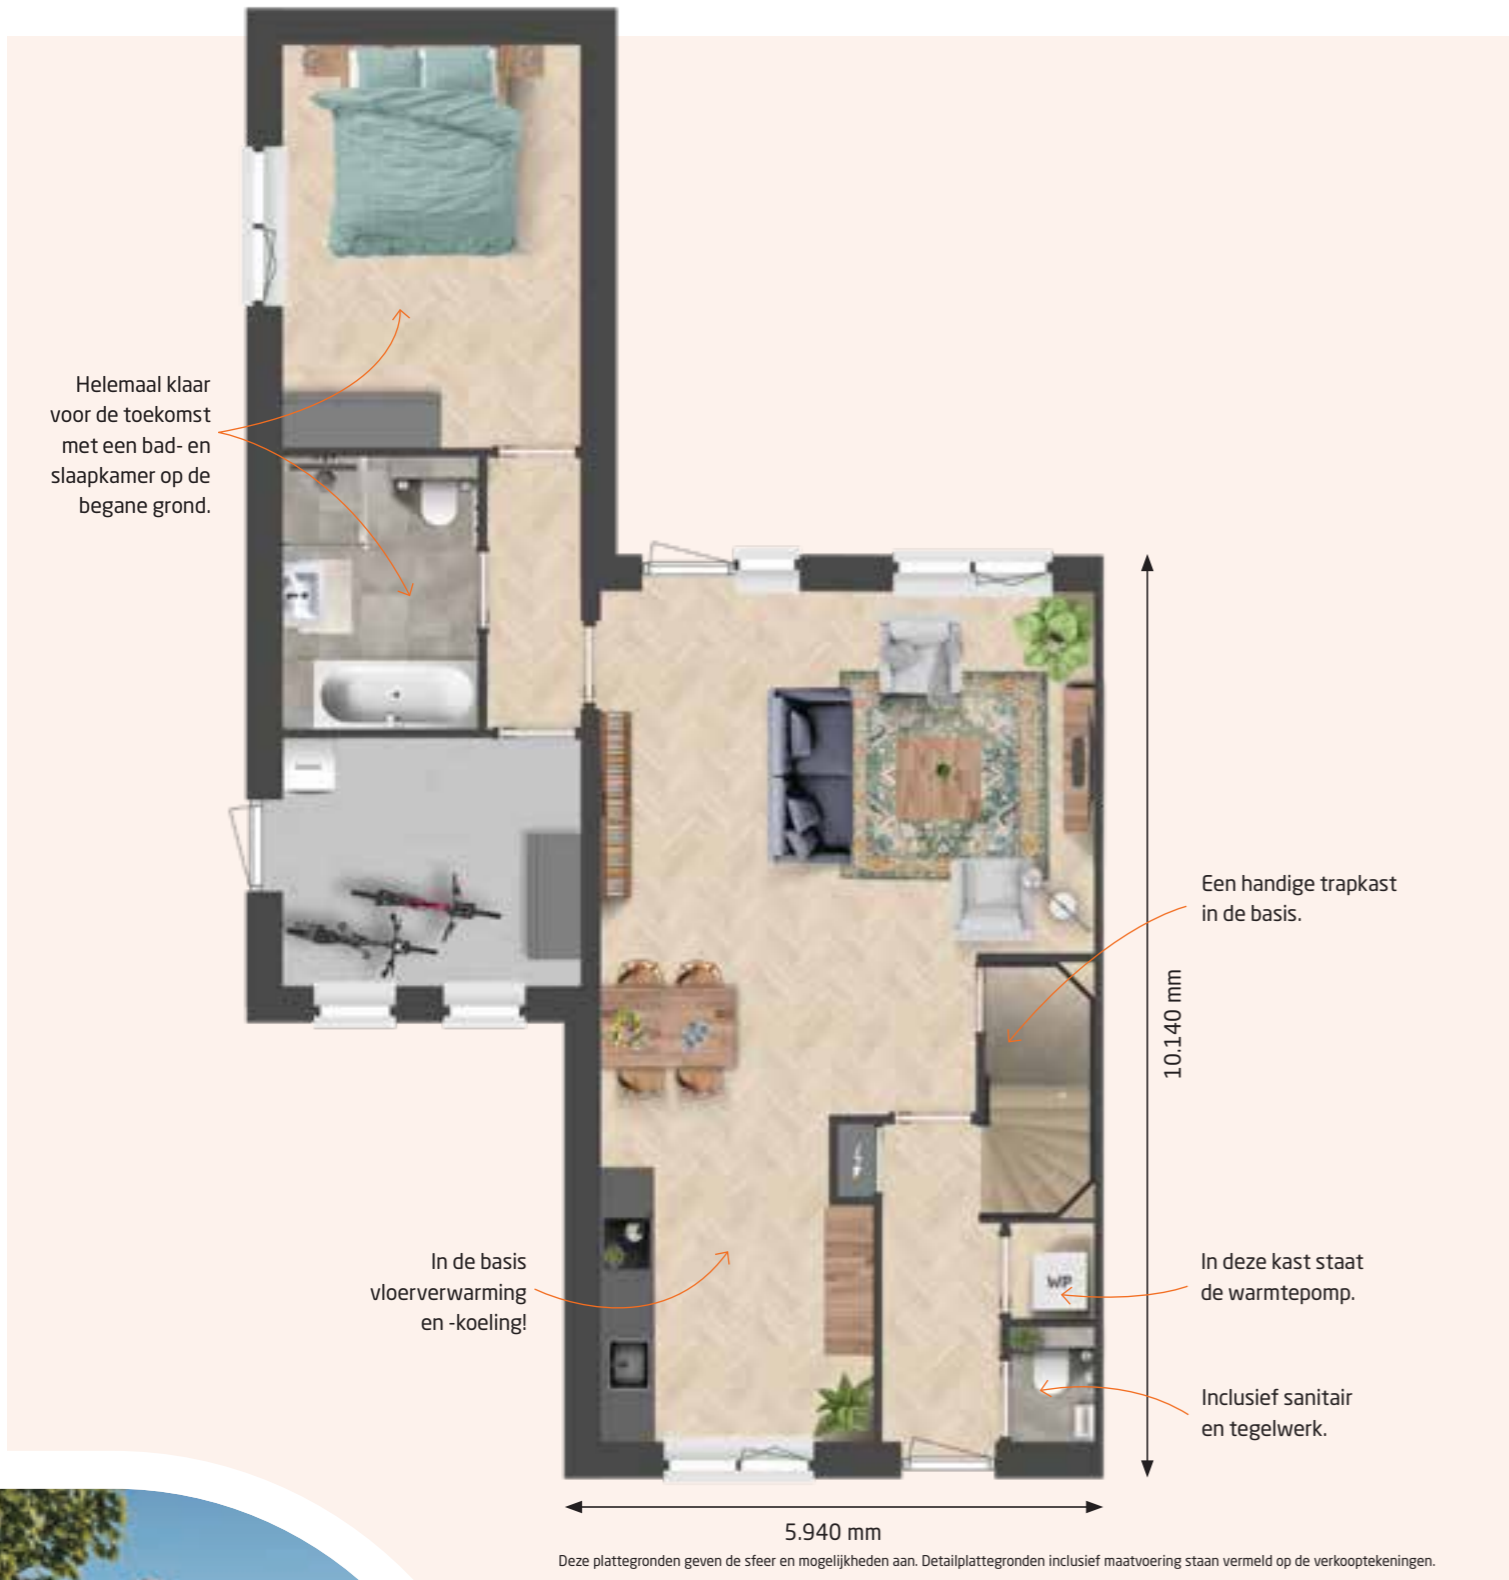 Helemaal klaar
voor de toekomst
met een bad- en
slaapkamer op de
begane grond.
Een handige trapkast
in de basis.
10.140 mm
In de basis
vloerverwarming
en -koeling!
WP
In deze kast staat
de warmtepomp.
Inclusief sanitair
en tegelwerk.
5.940 mm
Deze plattegronden geven de sfeer en mogelijkheden aan. Detailplattegronden inclusief maatvoering staan vermeld op de verkooptekeningen.